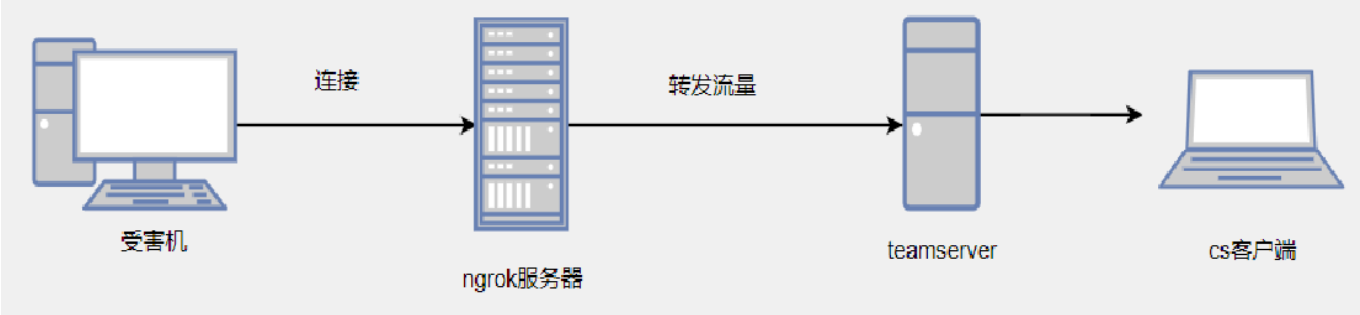 连接
转发流量
受害机
ngrok服务器
teamserver
cs客户端